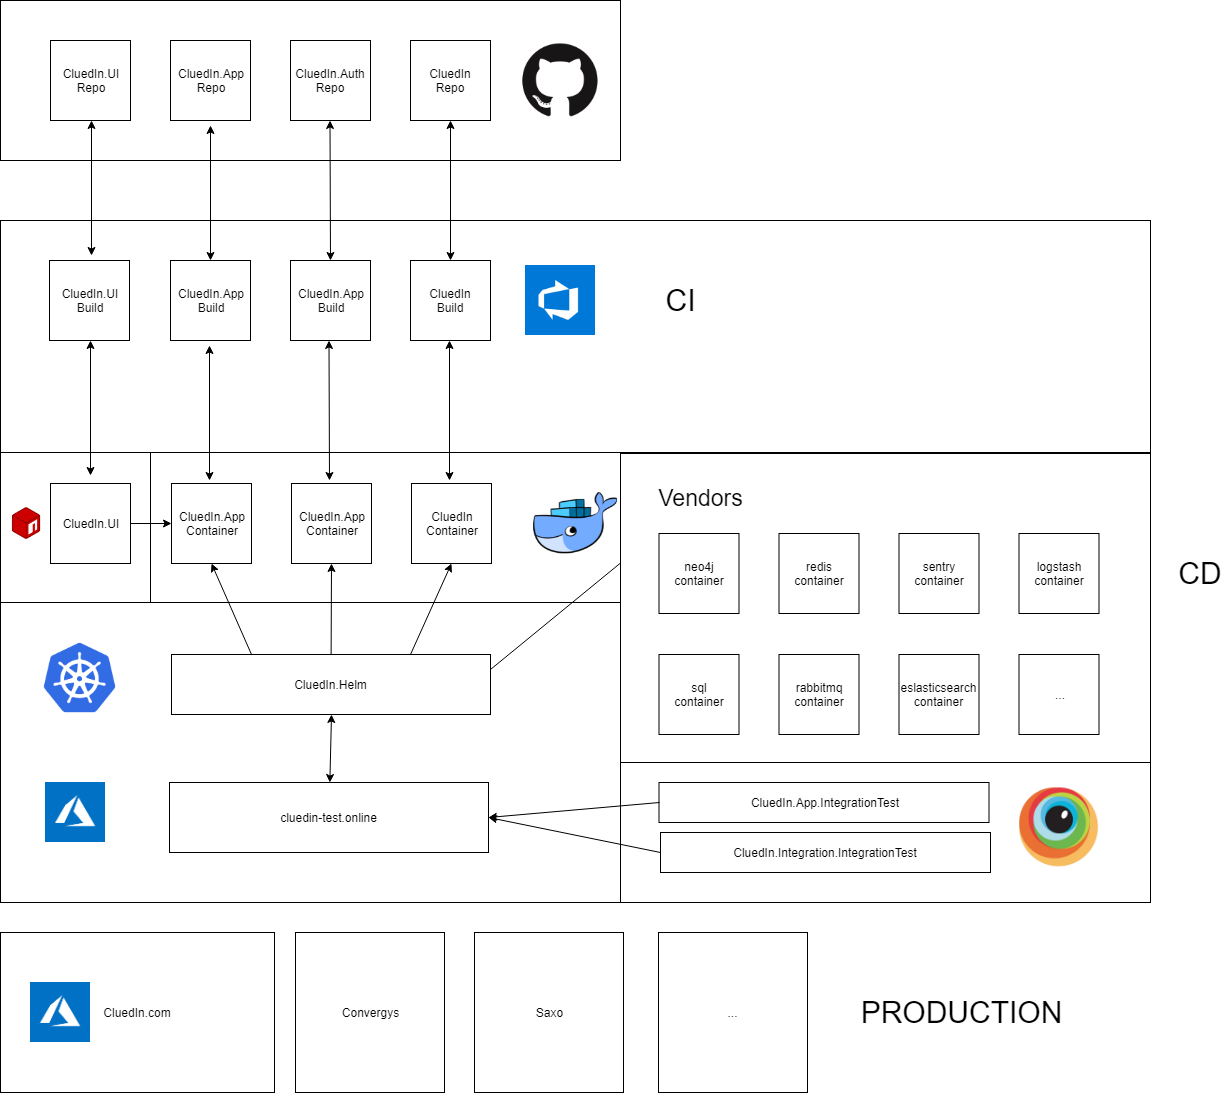 CluedIn.UI
Repo
CluedIn.App
Repo
CluedIn.Auth
Repo
CluedIn
Repo
CluedIn.UI
Build
CluedIn.App
Build
CluedIn.App
Build
CluedIn
Build
CI
CluedIn.UI
CluedIn.App
Container
CluedIn.App
Container
CluedIn
Container
Vendors
neo4j
container
redis
container
sentry
container
logstash
container
CD
sql
container
rabbitmq
container
eslasticsearch
container
...
CluedIn.Helm
cluedin-test.online
CluedIn.App.IntegrationTest
CluedIn.Integration.IntegrationTest
CluedIn.com
Convergys
Saxo
...
PRODUCTION